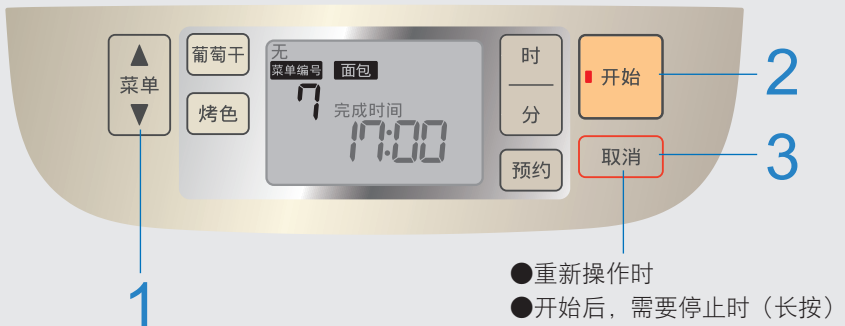 ▲
菜单
▼
葡萄干
烤色
无
菜单编号 面包
7
完成时间
17:00
时
分
预约
开始
取消
1
2
3
●重新操作时
●开始后，需要停止时（长按）